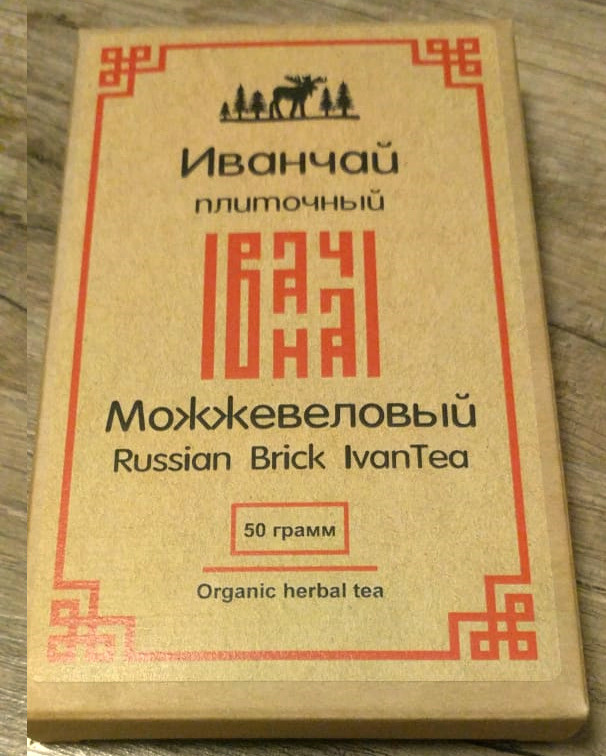 Иванчай
плиточный
Можжевеловый
Russian Brick IvanTea
50 грамм
Organic herbal tea